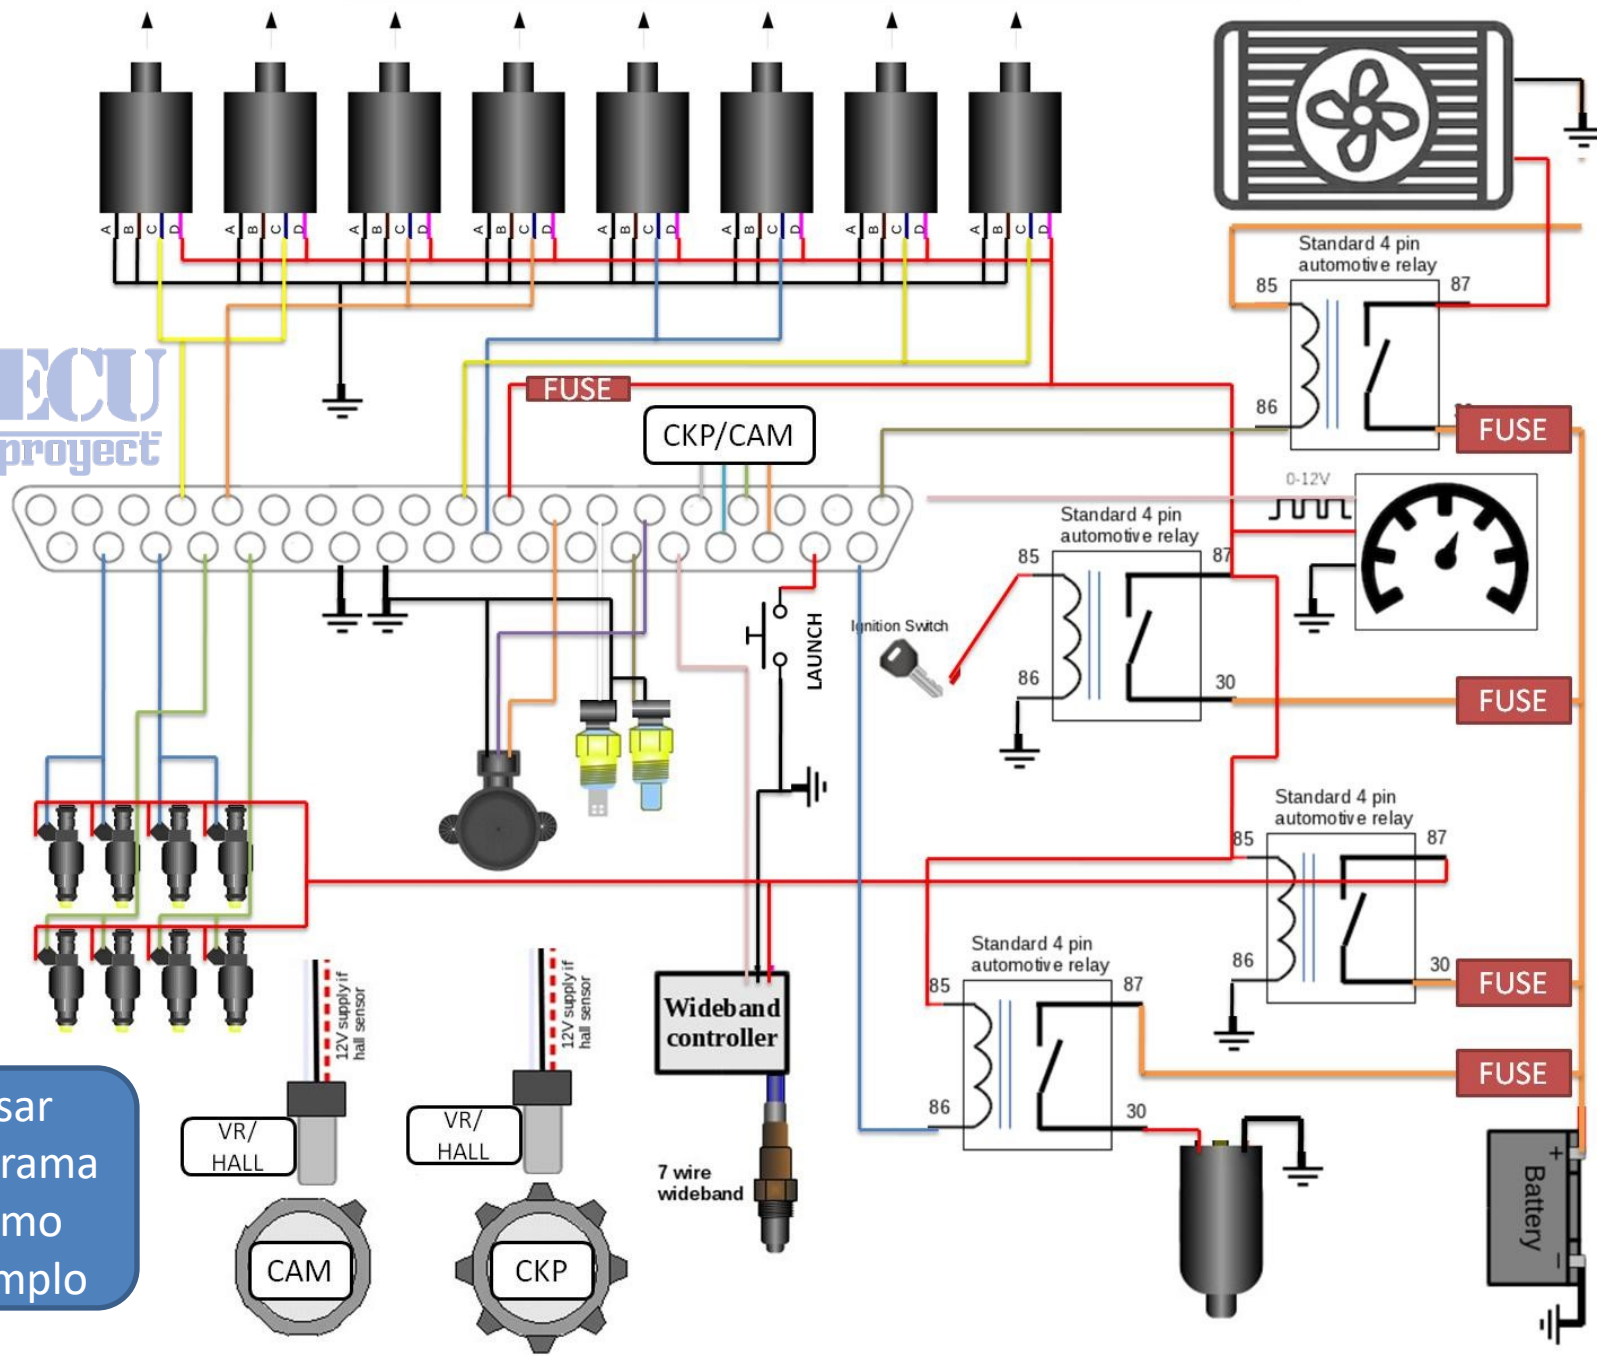 A B C D A B C D A B C D A B C D A B C D A B C D A B C D A B C D
Standard 4 pin
automotive relay
85
87
86
FUSE
ECU
proyect
FUSE
CKP/CAM
0-12V
Standard 4 pin
automotive relay
85
87
86
30
FUSE
Ignition Switch
LAUNCH
Standard 4 pin
automotive relay
85
87
86
30
FUSE
Standard 4 pin
automotive relay
85
87
86
30
FUSE
12V supply if
hall sensor
12V supply if
hall sensor
Wideband
controller
7 wire
wideband
VR/
HALL
VR/
HALL
CAM
CKP
sar
rama
mo
mplo
+
Battery
–